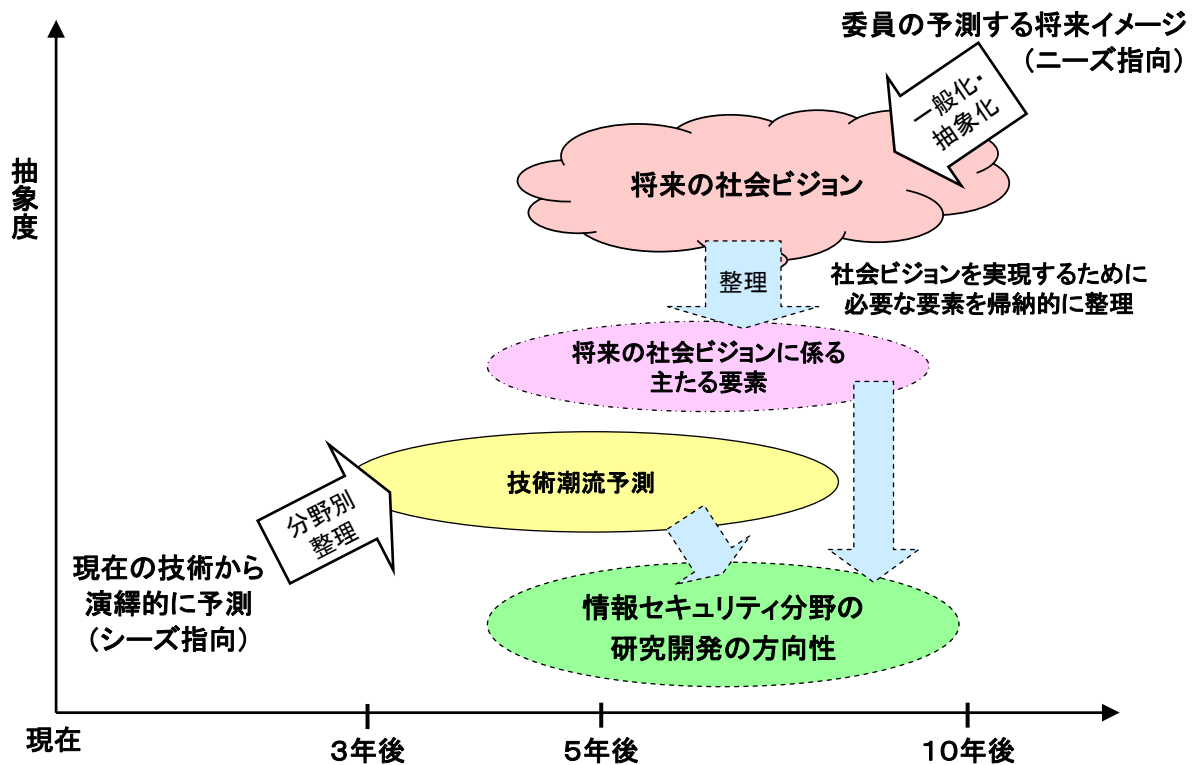 委員の予測する将来イメージ
（ニーズ指向）
一般化・
抽象化
抽象度
将来の社会ビジョン
整理
社会ビジョンを実現するために
必要な要素を帰納的に整理
将来の社会ビジョンに係る
主たる要素
技術潮流予測
分野別
整理
現在の技術から
演繹的に予測
（シーズ指向）
情報セキュリティ分野の
研究開発の方向性
現在
３年後
５年後
１０年後